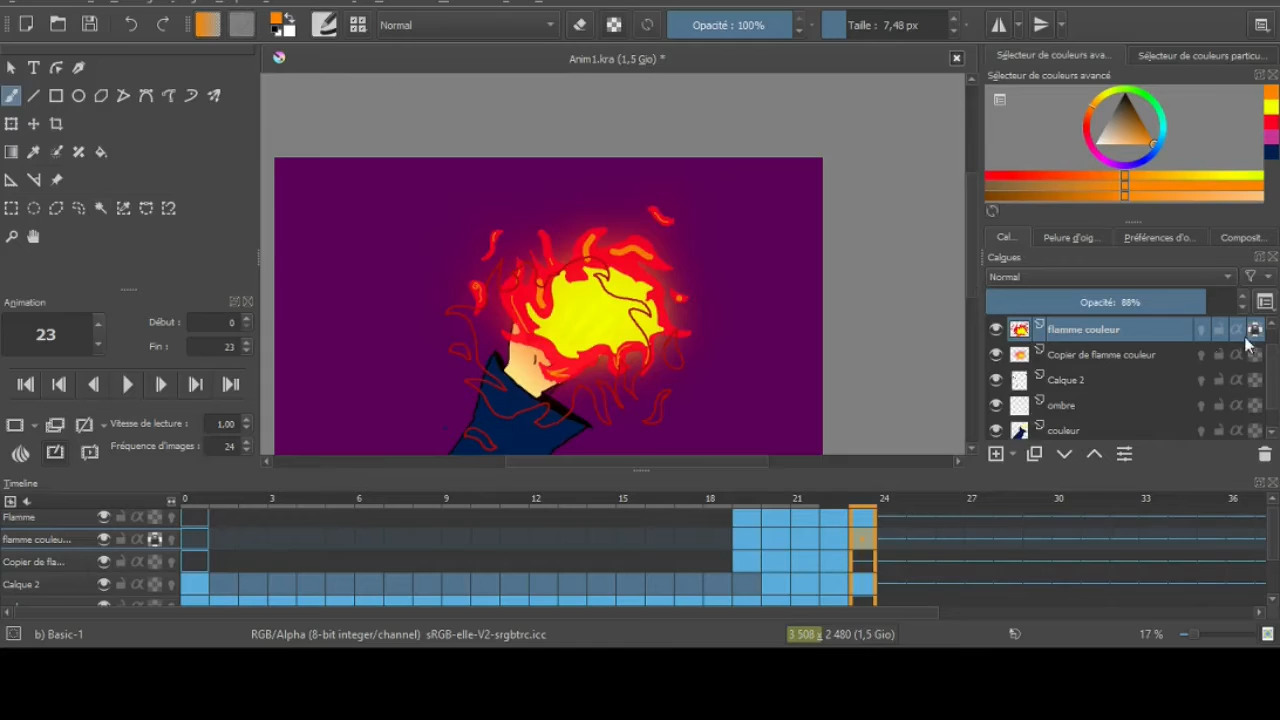 Normal
Opacité : 100%
Taille : 7,48 px
Anim1.kra (1,5 Gio) *
Sélecteur de couleurs ava...
Sélecteur de couleurs particu...
Sélecteur de couleurs avancé
Cal...
Pelure d'oig...
Préférences d'o...
Composit...
Calques
Normal
Opacité: 88%
flamme couleur
Copier de flamme couleur
Calque 2
ombre
couleur
Animation
23
Début : 0
Fin : 23
Vitesse de lecture : 1,00
Fréquence d'images : 24
Timeline
0 3 6 9 12 15 18 21 24 27 30 33 36
Flamme
flamme couleu...
Copier de fla...
Calque 2
b) Basic-1
RGB/Alpha (8-bit integer/channel) sRGB-elle-V2-srgbtrc.icc
3 508 x 2 480 (1,5 Gio)
17 %